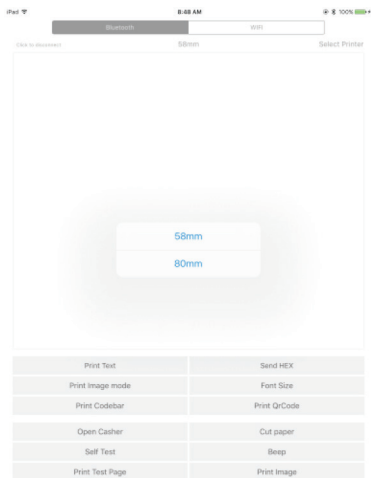 iPad 8:48 AM 100%
Bluetooth WIFI
Click to disconnect 58mm Select Printer
58mm
80mm
Print Text Send HEX
Print Image mode Font Size
Print Codebar Print QrCode
Open Casher Cut paper
Self Test Beep
Print Test Page Print Image